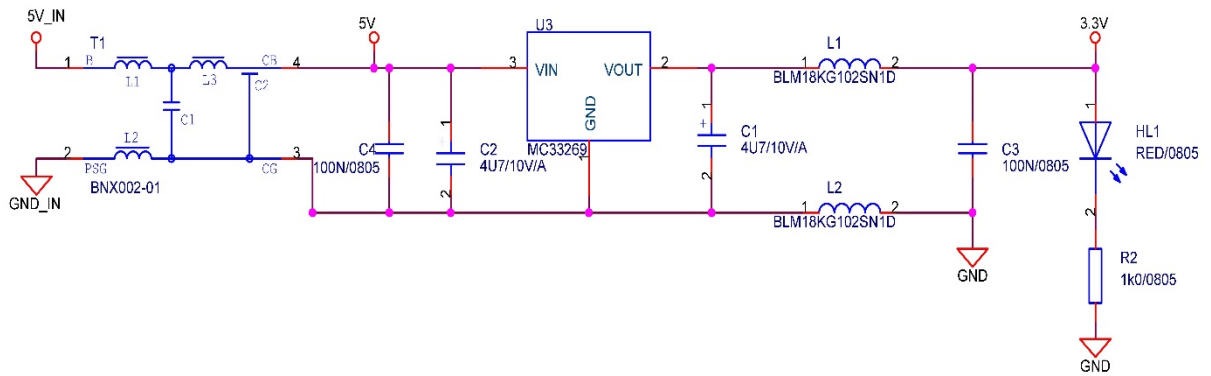 5V_IN
T1
1
B
L1
L3
CB
4
C1
C2
2
PSG
L2
CG
3
BNX002-01
GND_IN
5V
C4
100N/0805
1
C2
4U7/10V/A
2
U3
3
VIN
VOUT
2
GND
1
MC33269
1
+
C1
4U7/10V/A
2
L1
1
2
BLM18KG102SN1D
L2
1
2
BLM18KG102SN1D
C3
100N/0805
GND
3.3V
1
HL1
RED/0805
2
R2
1k0/0805
GND